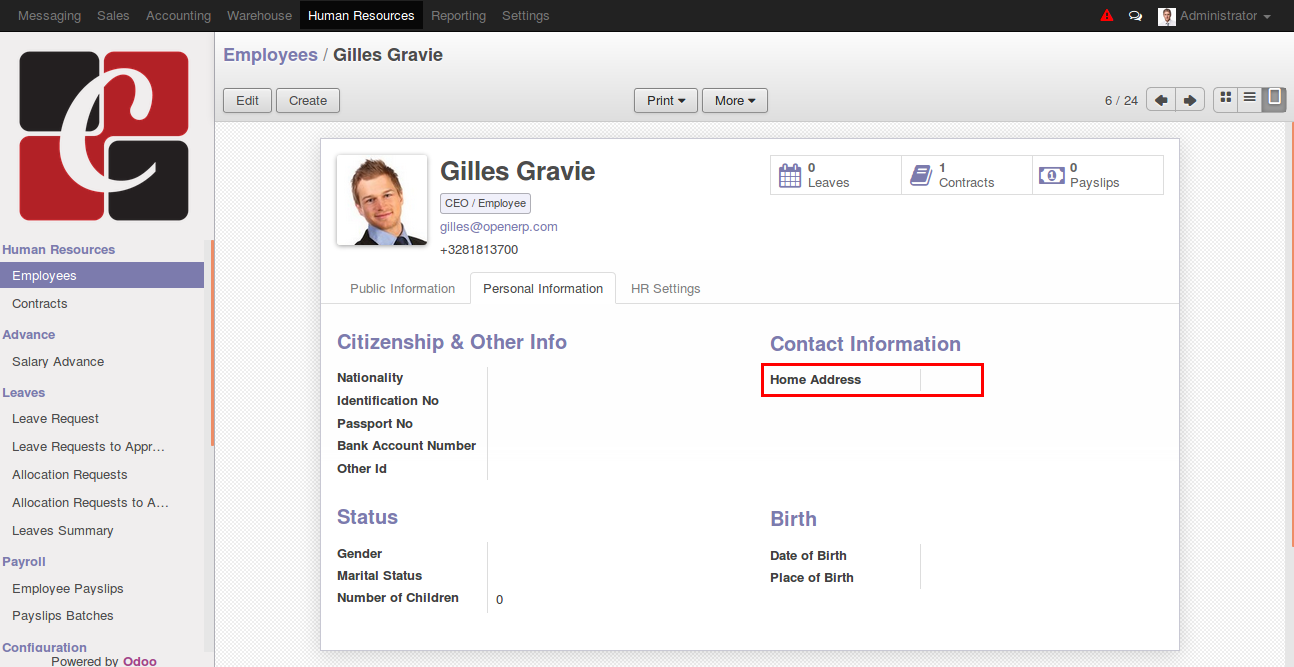 Messaging Sales Accounting Warehouse Human Resources Reporting Settings Administrator
Employees / Gilles Gravie
Edit Create Print More 6 / 24
C
Human Resources
Employees
Contracts
Advance
Salary Advance
Leaves
Leave Request
Leave Requests to Appr...
Allocation Requests
Allocation Requests to A...
Leaves Summary
Payroll
Employee Payslips
Payslips Batches
Configuration
Powered by Odoo
Gilles Gravie
CEO / Employee
gilles@openerp.com
+3281813700
0
Leaves
1
Contracts
1
0
Payslips
Public Information Personal Information HR Settings
Citizenship & Other Info
Nationality
Identification No
Passport No
Bank Account Number
Other Id
Contact Information
Home Address
Status
Gender
Marital Status
Number of Children 0
Birth
Date of Birth
Place of Birth